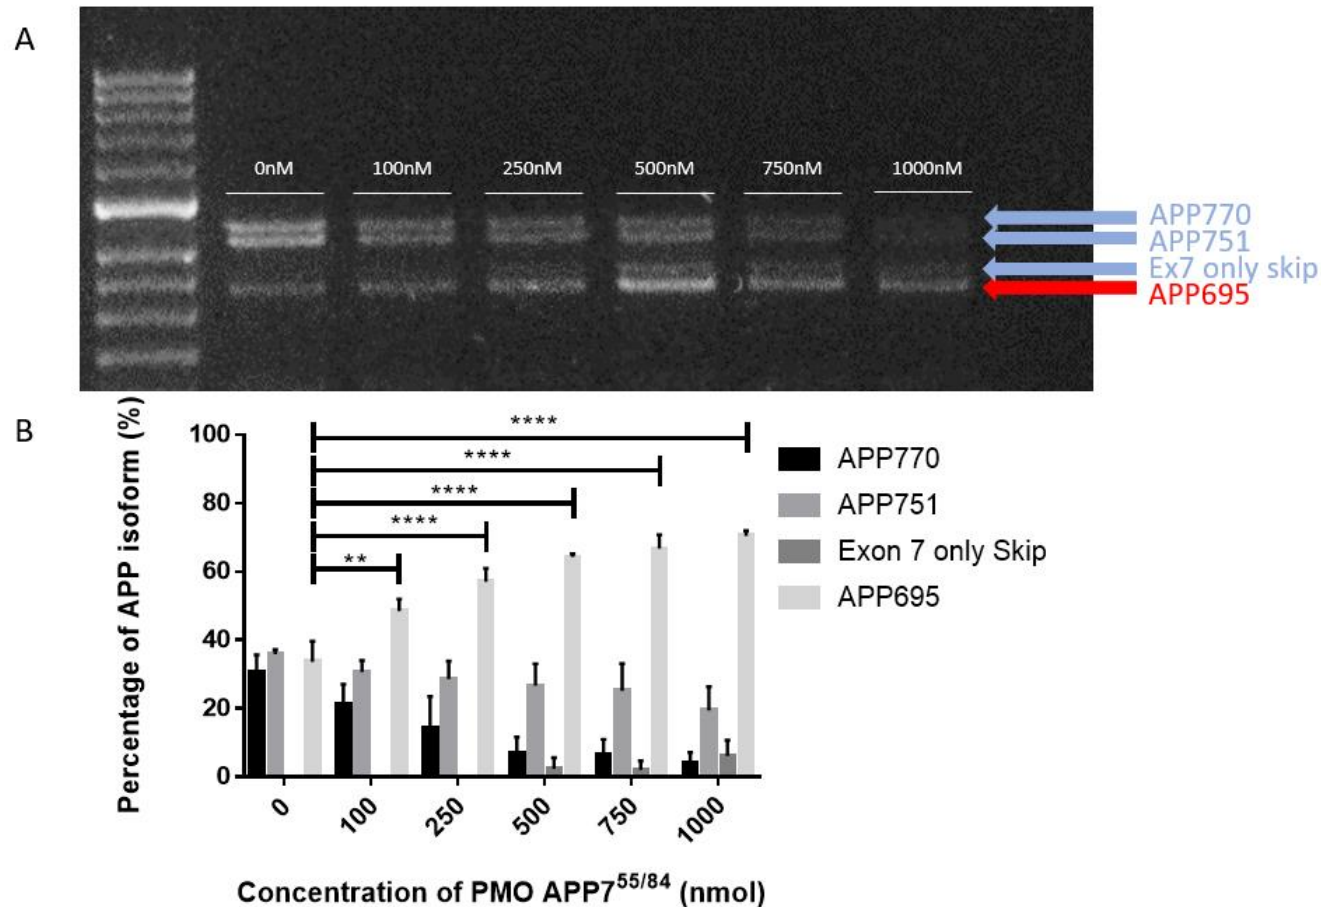 A
0nM 100nM 250nM 500nM 750nM 1000nM
APP770
APP751
Ex7 only skip
APP695
B
Percentage of APP isoform (%)
100
80
60
40
20
0
****
****
****
****
**
APP770
APP751
Exon 7 only Skip
APP695
0 100 250 500 750 1000
Concentration of PMO APP7⁵⁵/⁸⁴ (nmol)